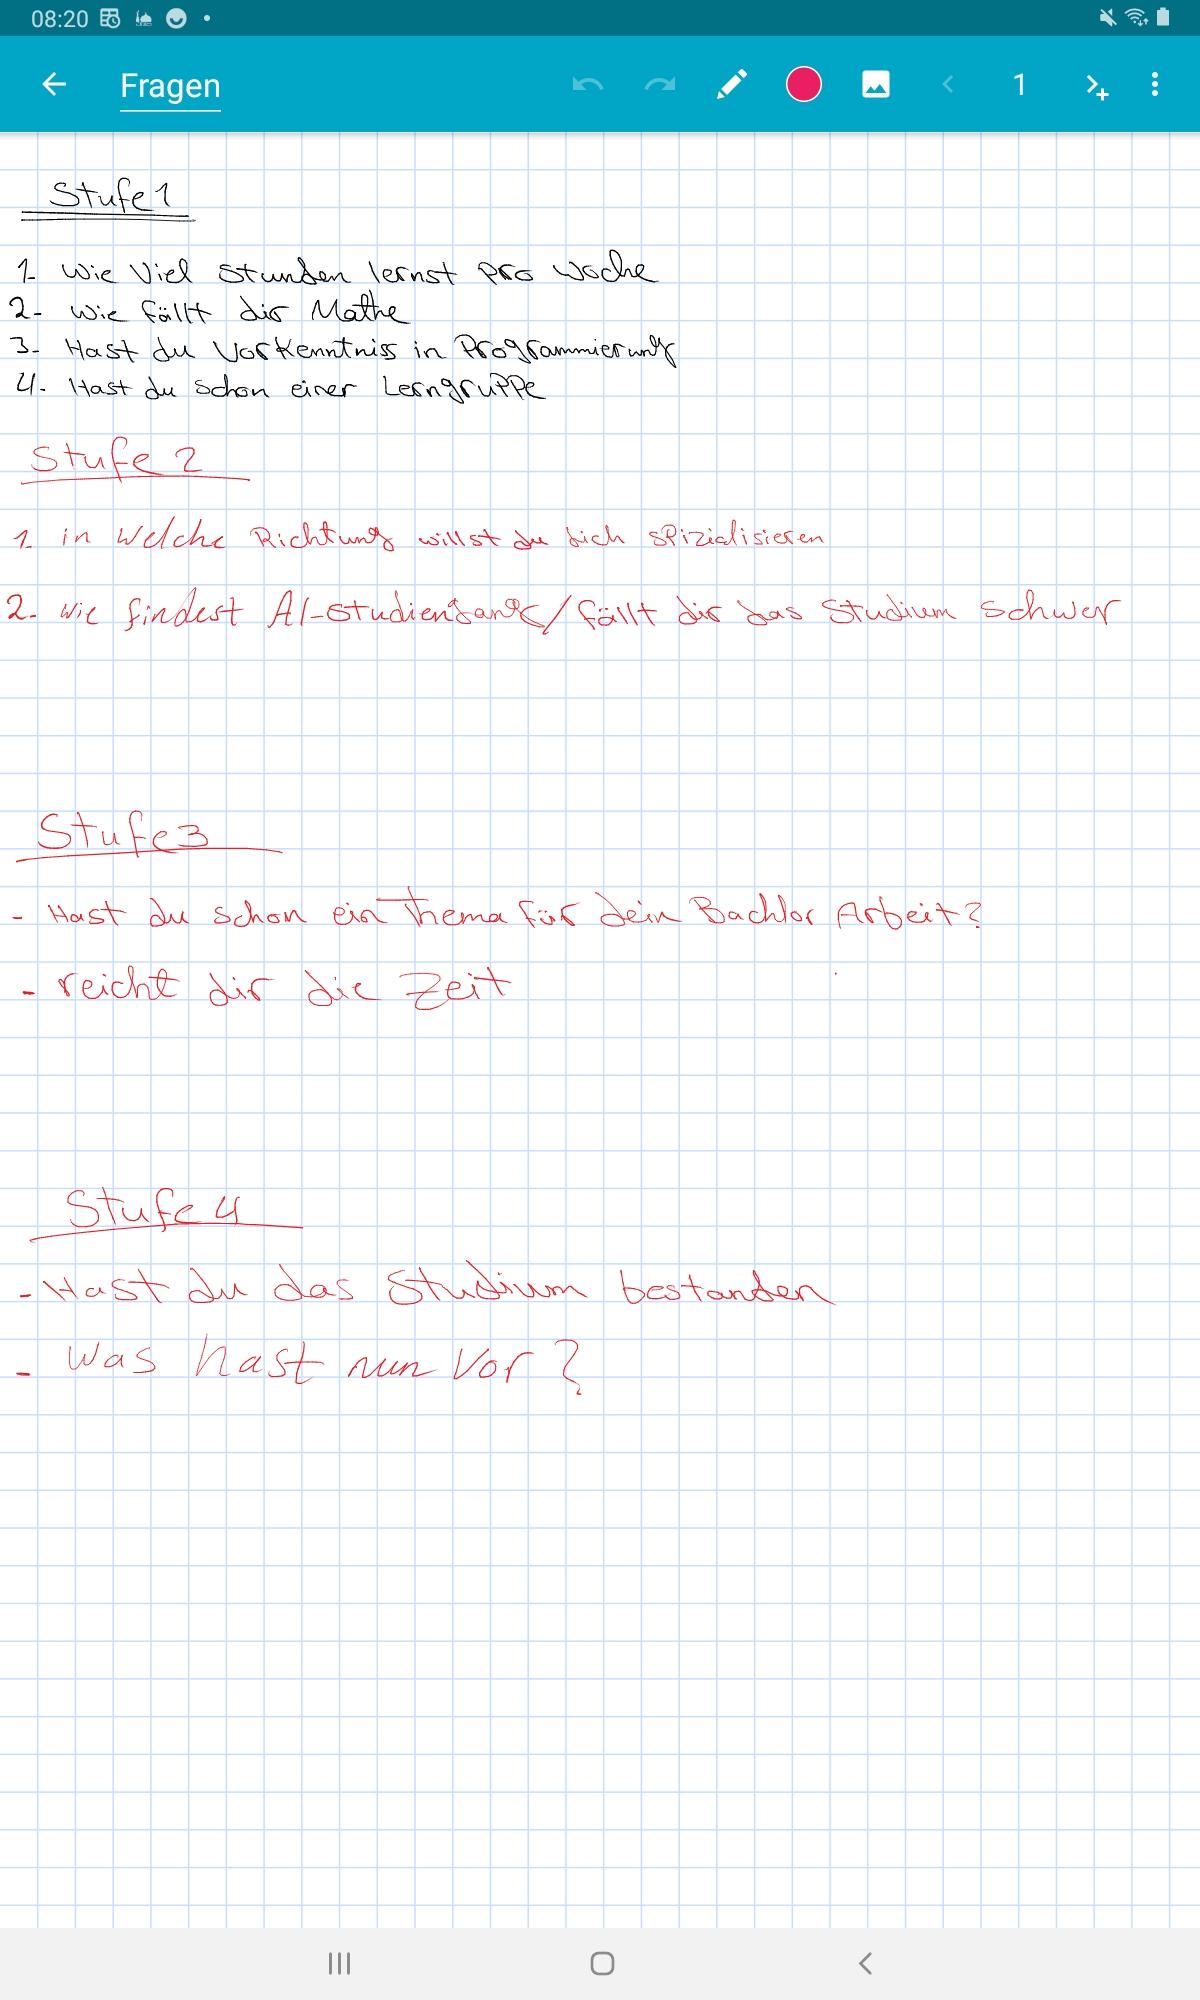 08:20
Fragen
1
Stufe 1
1- Wie Viel Stunden lernst pro Woche
2- Wie fällt dir Mathe
3- Hast du Vorkenntniss in Programmierung
4- Hast du schon einer Lerngruppe
Stufe 2
1. in Welche Richtung willst du dich spizialisieren
2- wie findest AI-studiengang/fällt dir das Studium schwer
Stufe 3
- Hast du schon ein Thema für dein Bachlor Arbeit?
- reicht dir die Zeit
Stufe 4
- Hast du das Studium bestanden
- Was hast nun Vor?